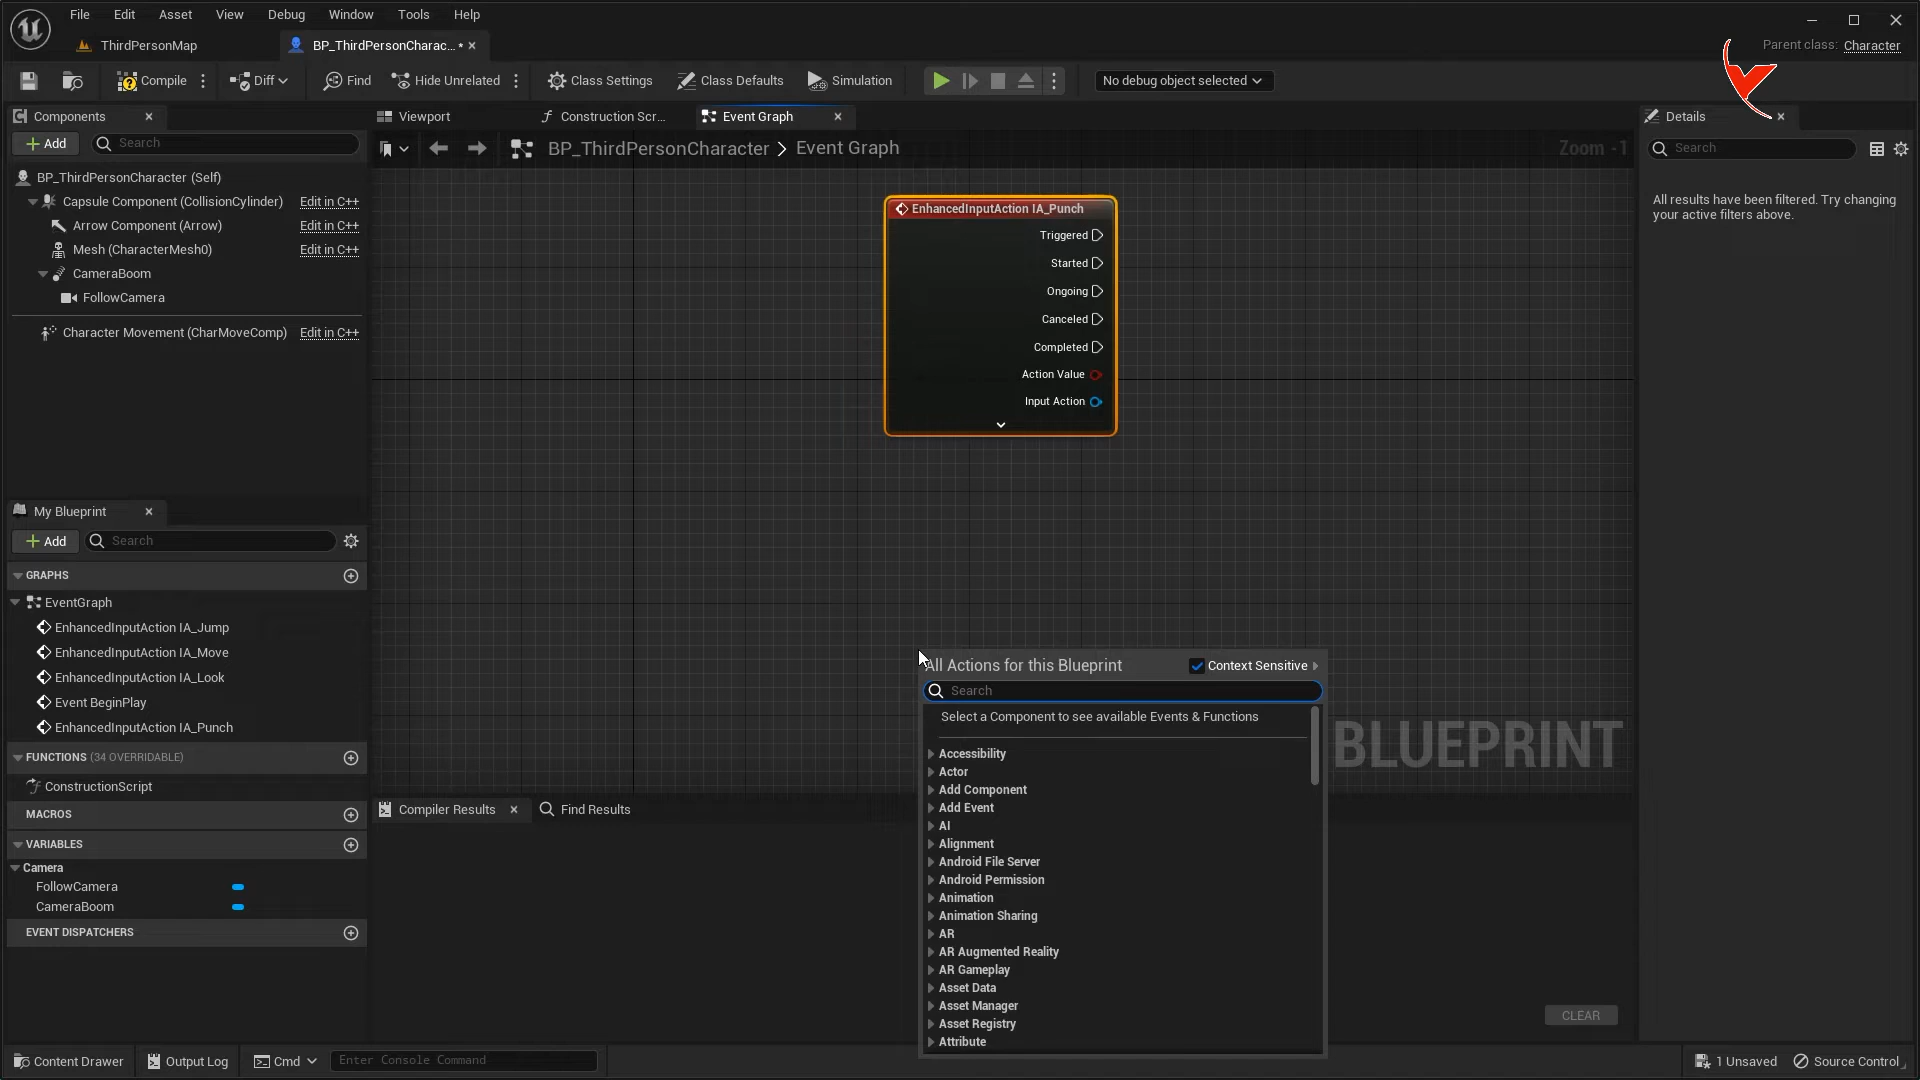 File Edit Asset View Debug Window Tools Help
ThirdPersonMap
BP_ThirdPersonCharac... •
Parent class: Character
Compile
Diff
Find
Hide Unrelated
Class Settings
Class Defaults
Simulation
No debug object selected
Components
Add
Search
BP_ThirdPersonCharacter (Self)
Capsule Component (CollisionCylinder) Edit in C++
Arrow Component (Arrow) Edit in C++
Mesh (CharacterMesh0) Edit in C++
CameraBoom
FollowCamera
Character Movement (CharMoveComp) Edit in C++
My Blueprint
Add
Search
GRAPHS
EventGraph
EnhancedInputAction IA_Jump
EnhancedInputAction IA_Move
EnhancedInputAction IA_Look
Event BeginPlay
EnhancedInputAction IA_Punch
FUNCTIONS (34 OVERRIDABLE)
ConstructionScript
MACROS
VARIABLES
Camera
FollowCamera
CameraBoom
EVENT DISPATCHERS
Viewport
Construction Scr...
Event Graph
BP_ThirdPersonCharacter > Event Graph
Zoom -1
EnhancedInputAction IA_Punch
Triggered
Started
Ongoing
Canceled
Completed
Action Value
Input Action
BLUEPRINT
All Actions for this Blueprint
Context Sensitive
Search
Select a Component to see available Events & Functions
Accessibility
Actor
Add Component
Add Event
AI
Alignment
Android File Server
Android Permission
Animation
Animation Sharing
AR
AR Augmented Reality
AR Gameplay
Asset Data
Asset Manager
Asset Registry
Attribute
Compiler Results
Find Results
CLEAR
Details
Search
All results have been filtered. Try changing
your active filters above.
Content Drawer
Output Log
Cmd
Enter Console Command
1 Unsaved
Source Control